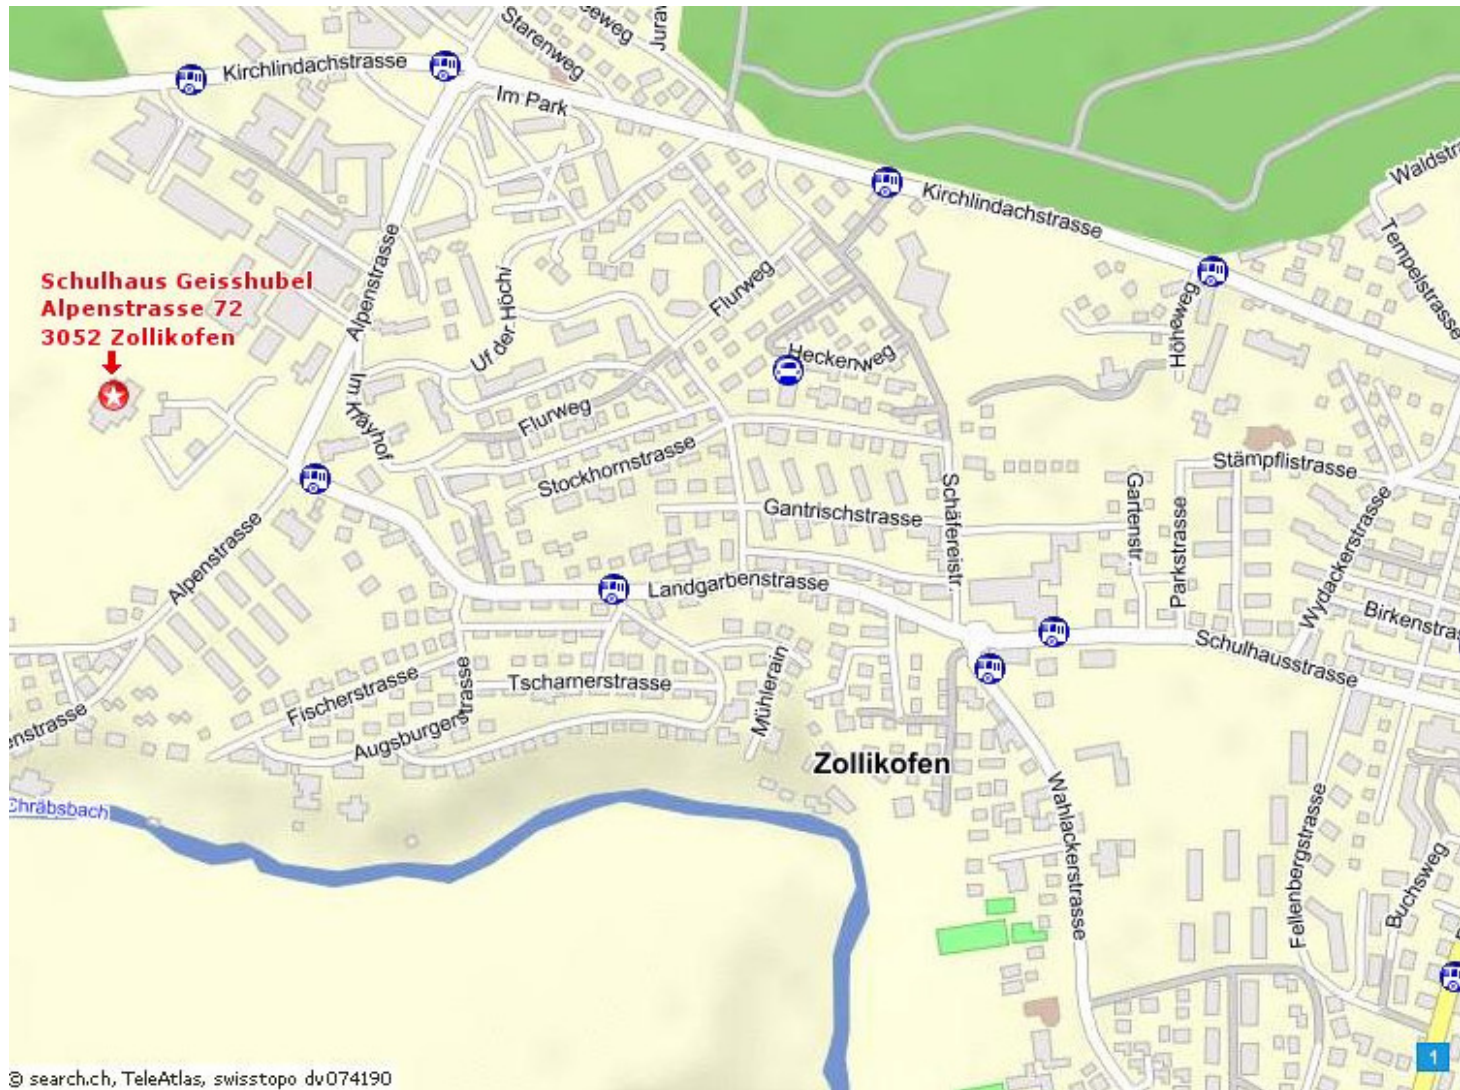 Starenweg
Kirchlindachstrasse
Im Park
Waldstr
Kirchlindachstrasse
Tempelstrasse
Alpenstrasse
Schulhaus Geisshubel
Alpenstrasse 72
3052 Zollikofen
Uf der Höchi
Flurweg
Höheweg
Heckenweg
Im Kräyhof
Flurweg
Stockhornstrasse
Stämpflistrasse
Gantrischstrasse
Schäfereistr.
Gartenstr.
Parkstrasse
Wydackerstrasse
Alpenstrasse
Landgarbenstrasse
Birkenstras
Schulhausstrasse
Fischerstrasse
Tscharnerstrasse
Mühlerain
Augsburgerstrasse
enstrasse
Zollikofen
Chräbsbach
Wahlackerstrasse
Fellenbergstrasse
Buchsweg
1
© search.ch, TeleAtlas, swisstopo dv074190